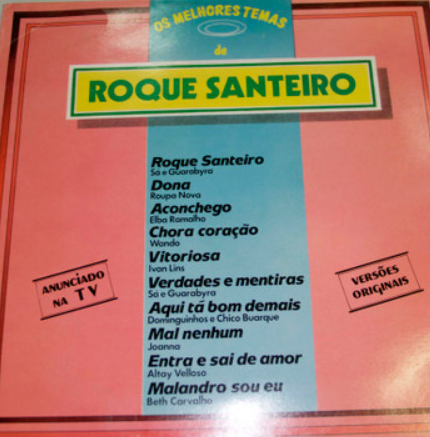 OS MELHORES TEMAS
de
ROQUE SANTEIRO
Roque Santeiro
Sá e Guarabyra
Dona
Roupa Nova
Aconchego
Elba Ramalho
Chora coração
Wando
Vitoriosa
Ivan Lins
Verdades e mentiras
Sá e Guarabyra
Aqui tá bom demais
Dominguinhos e Chico Buarque
Mal nenhum
Joanna
Entra e sai de amor
Altay Velloso
Malandro sou eu
Beth Carvalho
ANUNCIADO
NA TV
VERSÕES
ORIGINAIS